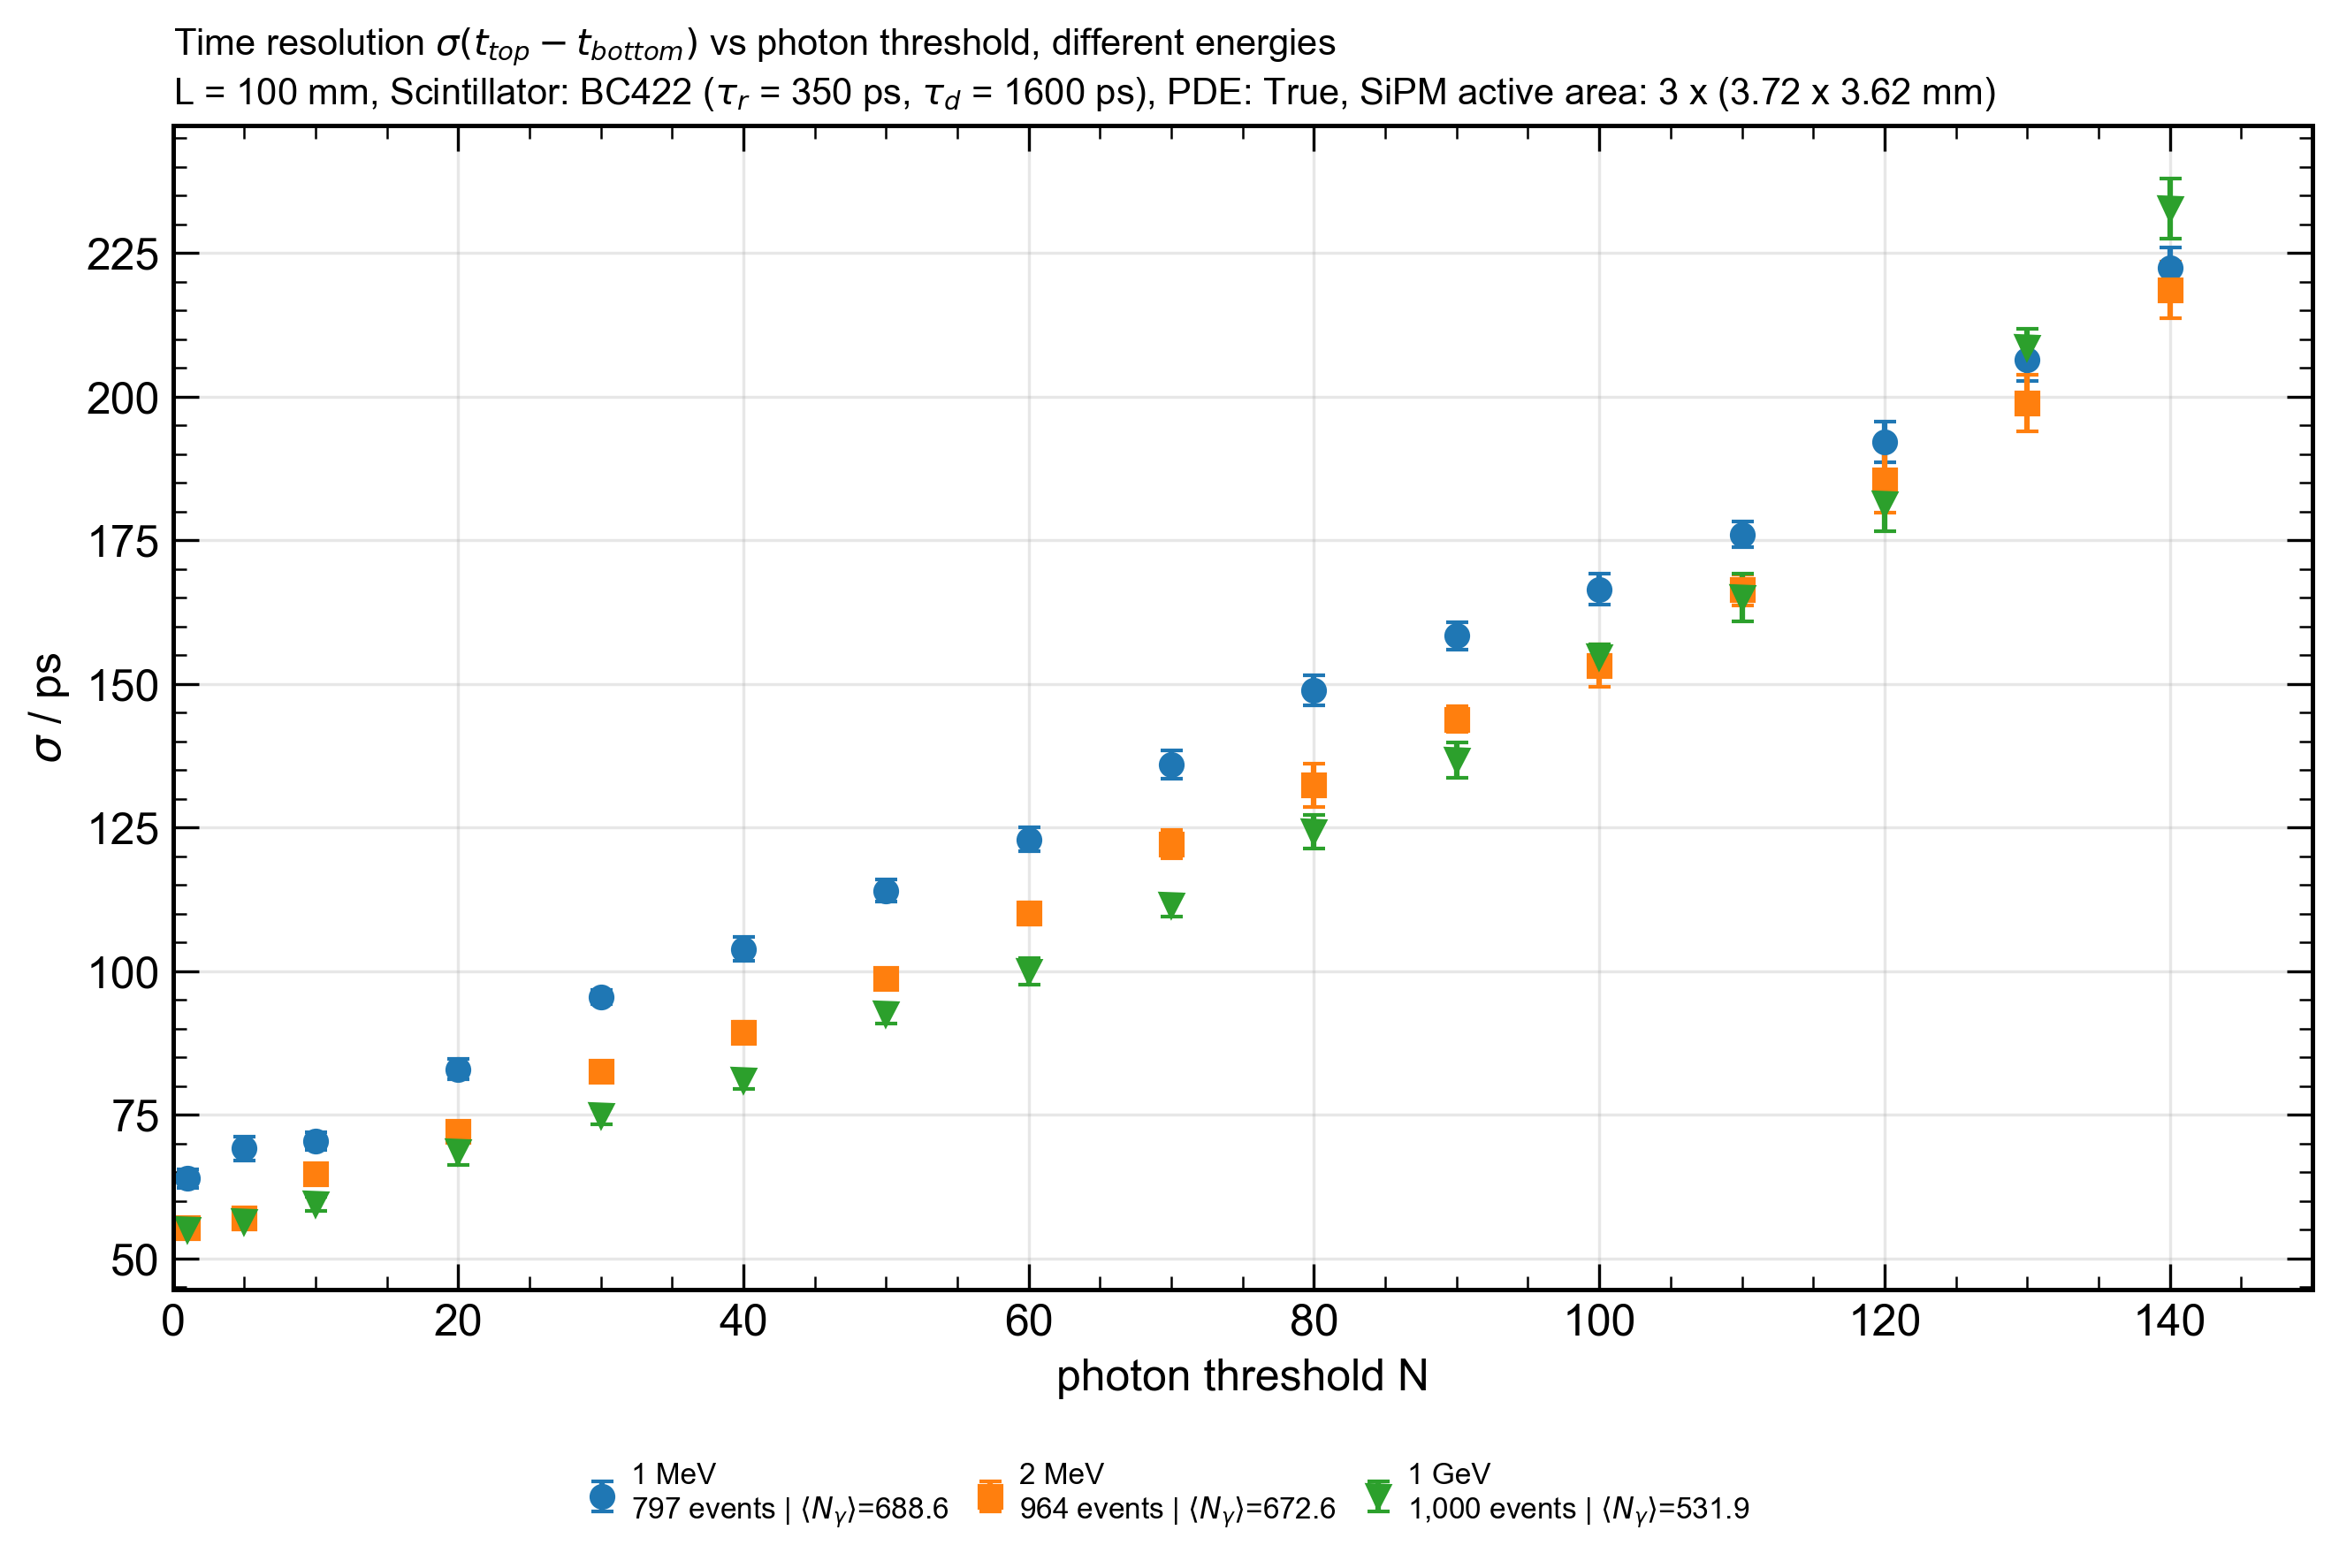 Time resolution σ(t_top − t_bottom) vs photon threshold, different energies
L = 100 mm, Scintillator: BC422 (τ_r = 350 ps, τ_d = 1600 ps), PDE: True, SiPM active area: 3 x (3.72 x 3.62 mm)
225
200
175
150
125
100
75
50
σ / ps
0 20 40 60 80 100 120 140
photon threshold N
1 MeV
797 events | ⟨N_γ⟩=688.6
2 MeV
964 events | ⟨N_γ⟩=672.6
1 GeV
1,000 events | ⟨N_γ⟩=531.9